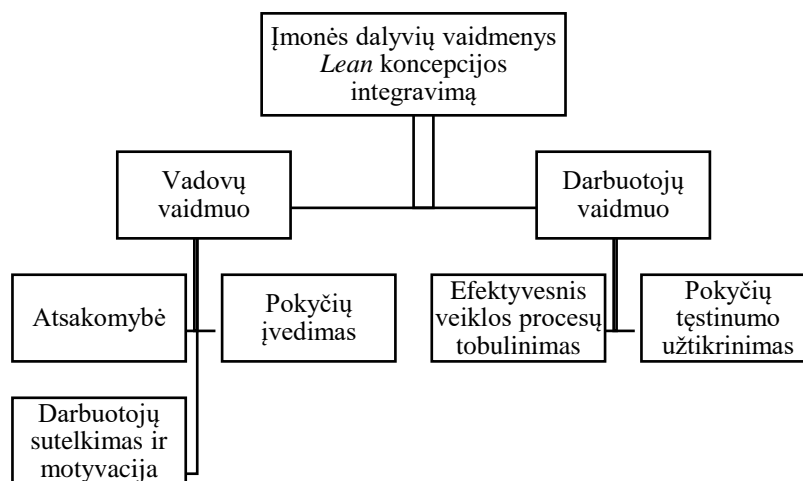 Įmonės dalyvių vaidmenys
Lean koncepcijos
integravimą
Vadovų
vaidmuo
Darbuotojų
vaidmuo
Atsakomybė
Pokyčių
įvedimas
Efektyvesnis
veiklos procesų
tobulinimas
Pokyčių
tęstinumo
užtikrinimas
Darbuotojų
sutelkimas ir
motyvacija